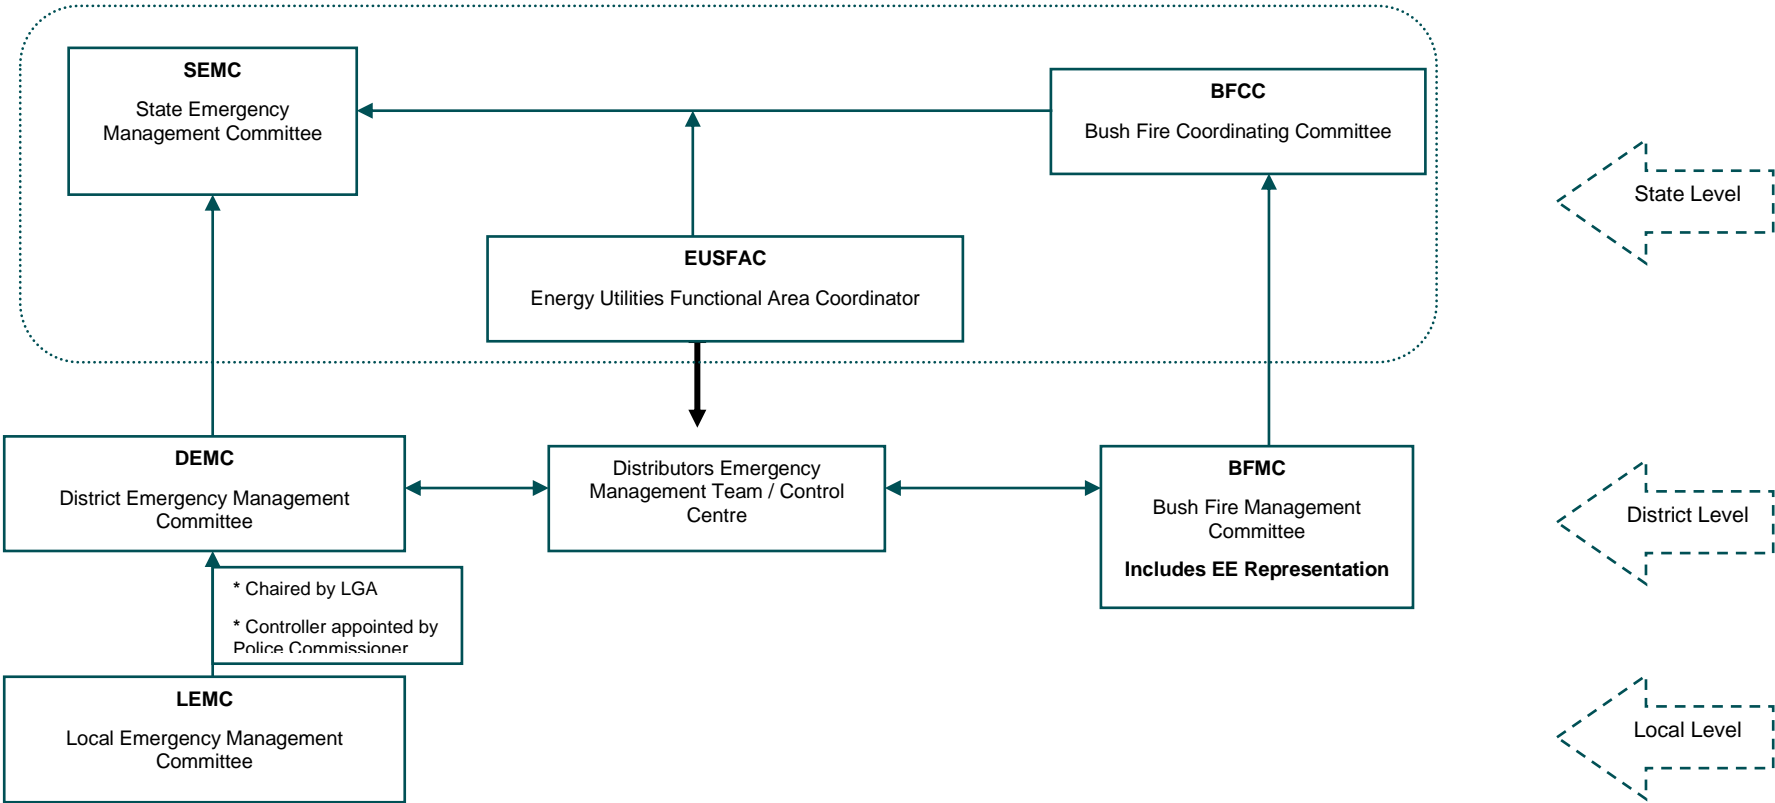 SEMC
State Emergency
Management Committee
BFCC
Bush Fire Coordinating Committee
State Level
EUSFAC
Energy Utilities Functional Area Coordinator
DEMC
District Emergency Management
Committee
Distributors Emergency
Management Team / Control
Centre
BFMC
Bush Fire Management
Committee
Includes EE Representation
District Level
* Chaired by LGA
* Controller appointed by
Police Commissioner
LEMC
Local Emergency Management
Committee
Local Level